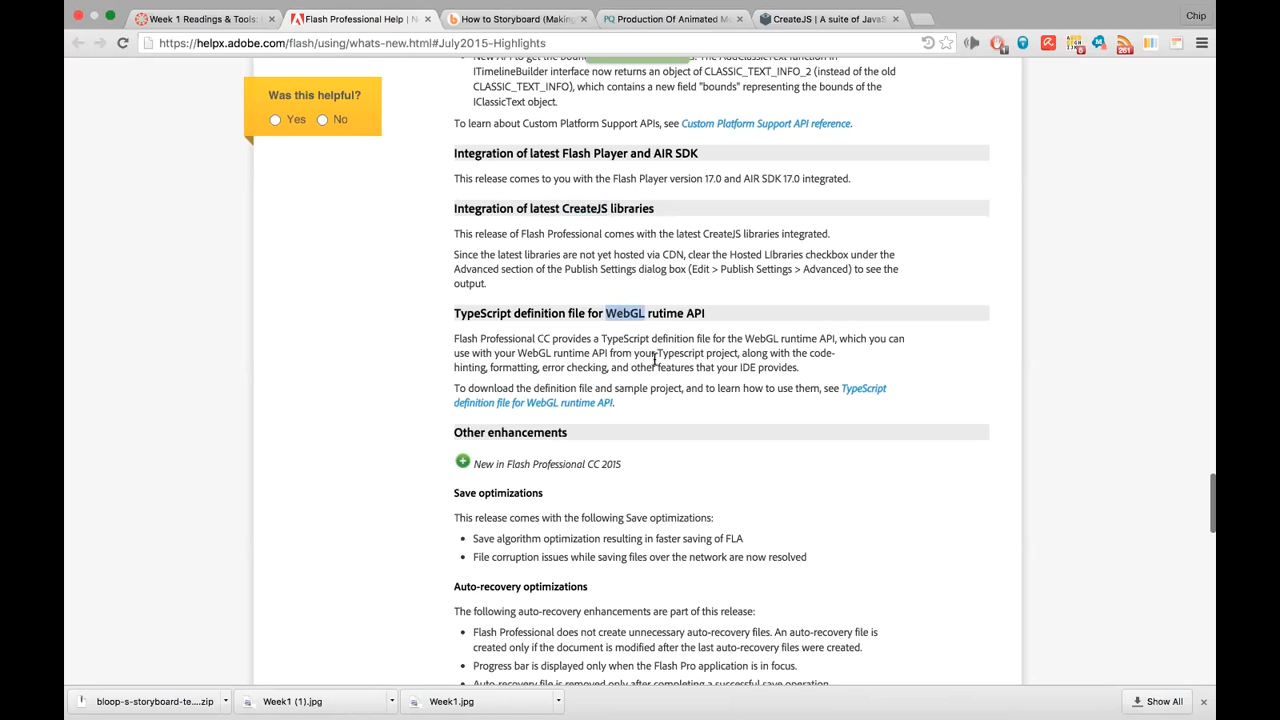 Week 1 Readings & Tools:
Flash Professional Help | N
How to Storyboard (Making
Production Of Animated M
CreateJS | A suite of JavaS
Chip
https://helpx.adobe.com/flash/using/whats-new.html#July2015-Highlights
Was this helpful?
Yes No
ITimelineBuilder interface now returns an object of CLASSIC_TEXT_INFO_2 (instead of the old
CLASSIC_TEXT_INFO), which contains a new field "bounds" representing the bounds of the
IClassicText object.
To learn about Custom Platform Support APIs, see Custom Platform Support API reference.
Integration of latest Flash Player and AIR SDK
This release comes to you with the Flash Player version 17.0 and AIR SDK 17.0 integrated.
Integration of latest CreateJS libraries
This release of Flash Professional comes with the latest CreateJS libraries integrated.
Since the latest libraries are not yet hosted via CDN, clear the Hosted LIbraries checkbox under the
Advanced section of the Publish Settings dialog box (Edit > Publish Settings > Advanced) to see the
output.
TypeScript definition file for WebGL rutime API
Flash Professional CC provides a TypeScript definition file for the WebGL runtime API, which you can
use with your WebGL runtime API from your Typescript project, along with the code-
hinting, formatting, error checking, and other features that your IDE provides.
To download the definition file and sample project, and to learn how to use them, see TypeScript
definition file for WebGL runtime API.
Other enhancements
New in Flash Professional CC 2015
Save optimizations
This release comes with the following Save optimizations:
• Save algorithm optimization resulting in faster saving of FLA
• File corruption issues while saving files over the network are now resolved
Auto-recovery optimizations
The following auto-recovery enhancements are part of this release:
• Flash Professional does not create unnecessary auto-recovery files. An auto-recovery file is
created only if the document is modified after the last auto-recovery files were created.
• Progress bar is displayed only when the Flash Pro application is in focus.
• Auto-recovery file is removed only after completing a successful save operation.
bloop-s-storyboard-te....zip
Week1 (1).jpg
Week1.jpg
Show All